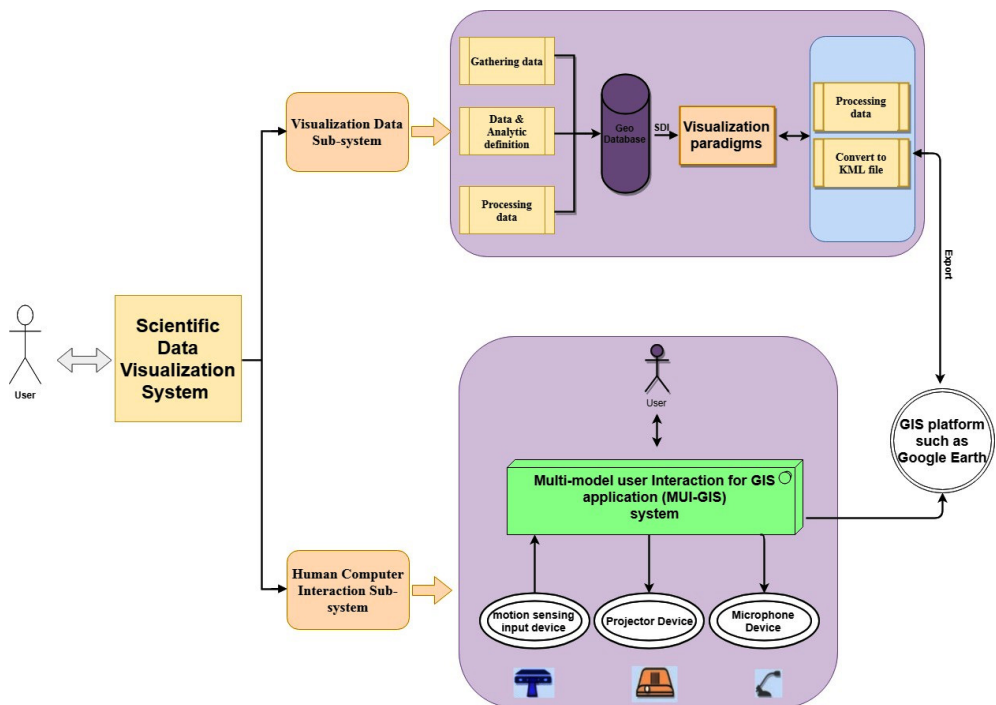 Gathering data
Data &
Analytic
definition
Processing
data
Geo
Database
SDI
Visualization
paradigms
Processing
data
Convert to
KML file
Visualization Data
Sub-system
Export
User
Scientific
Data
Visualization
System
User
GIS platform
such as
Google Earth
Multi-model user Interaction for GIS
application (MUI-GIS)
system
Human Computer
Interaction Sub-
system
motion sensing
input device
Projector Device
Microphone
Device